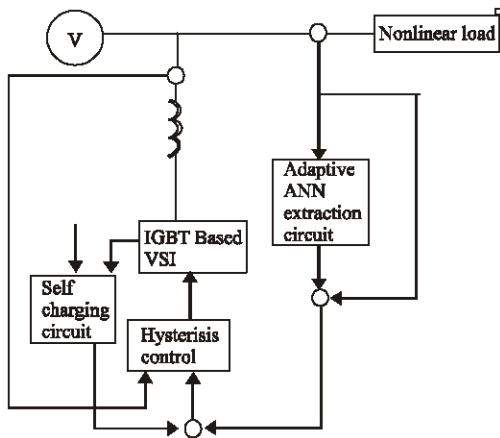 V
Nonlinear load
Adaptive
ANN
extraction
circuit
IGBT Based
VSI
Self
charging
circuit
Hysterisis
control